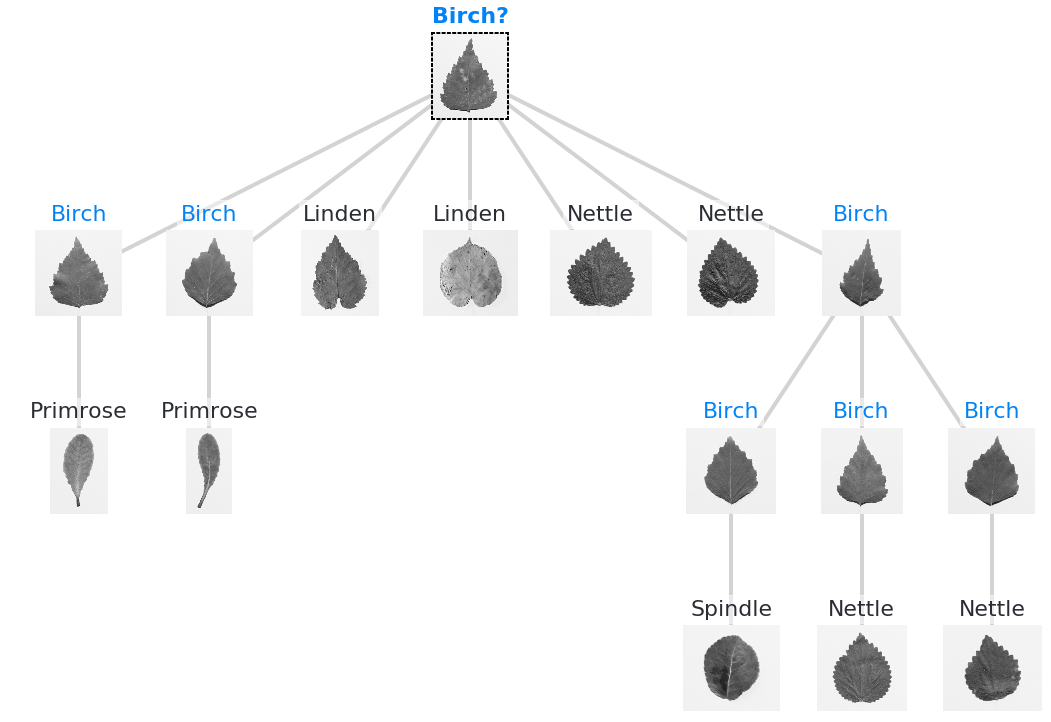 Birch?
Birch
Birch
Linden
Linden
Nettle
Nettle
Birch
Primrose
Primrose
Birch
Birch
Birch
Spindle
Nettle
Nettle